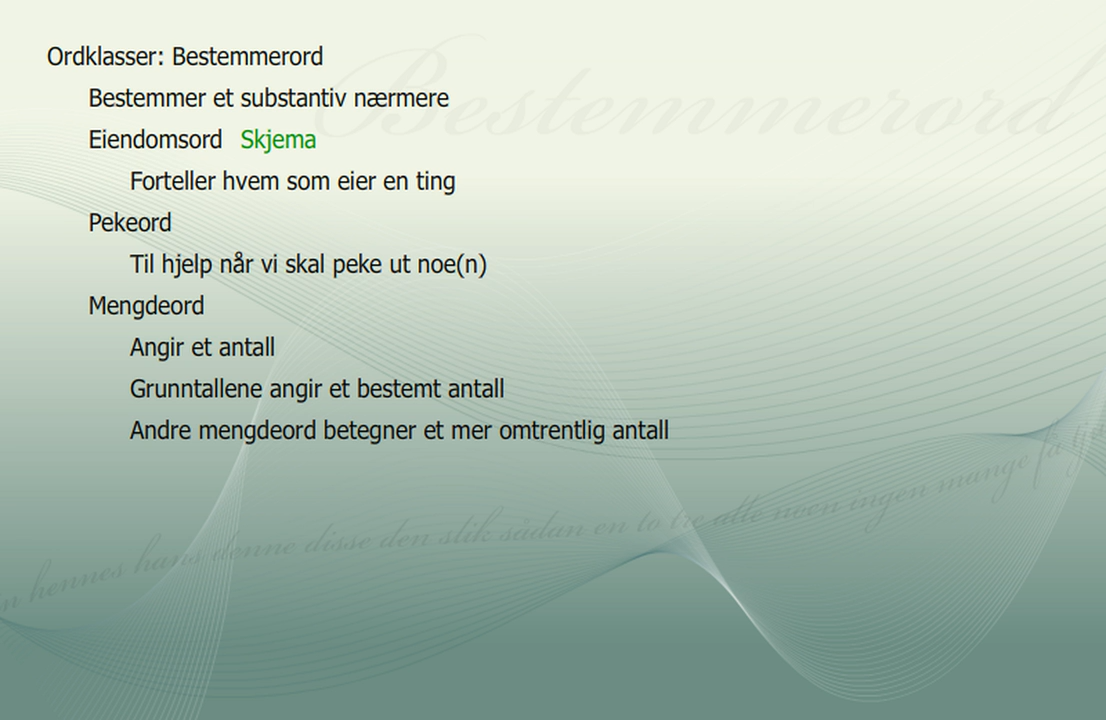 Ordklasser: Bestemmerord
Bestemmerord
Bestemmer et substantiv nærmere
Eiendomsord Skjema
Forteller hvem som eier en ting
Pekeord
Til hjelp når vi skal peke ut noe(n)
Mengdeord
Angir et antall
Grunntallene angir et bestemt antall
Andre mengdeord betegner et mer omtrentlig antall
hennes hans denne disse den slik sådan en to tre alle noen ingen mange få